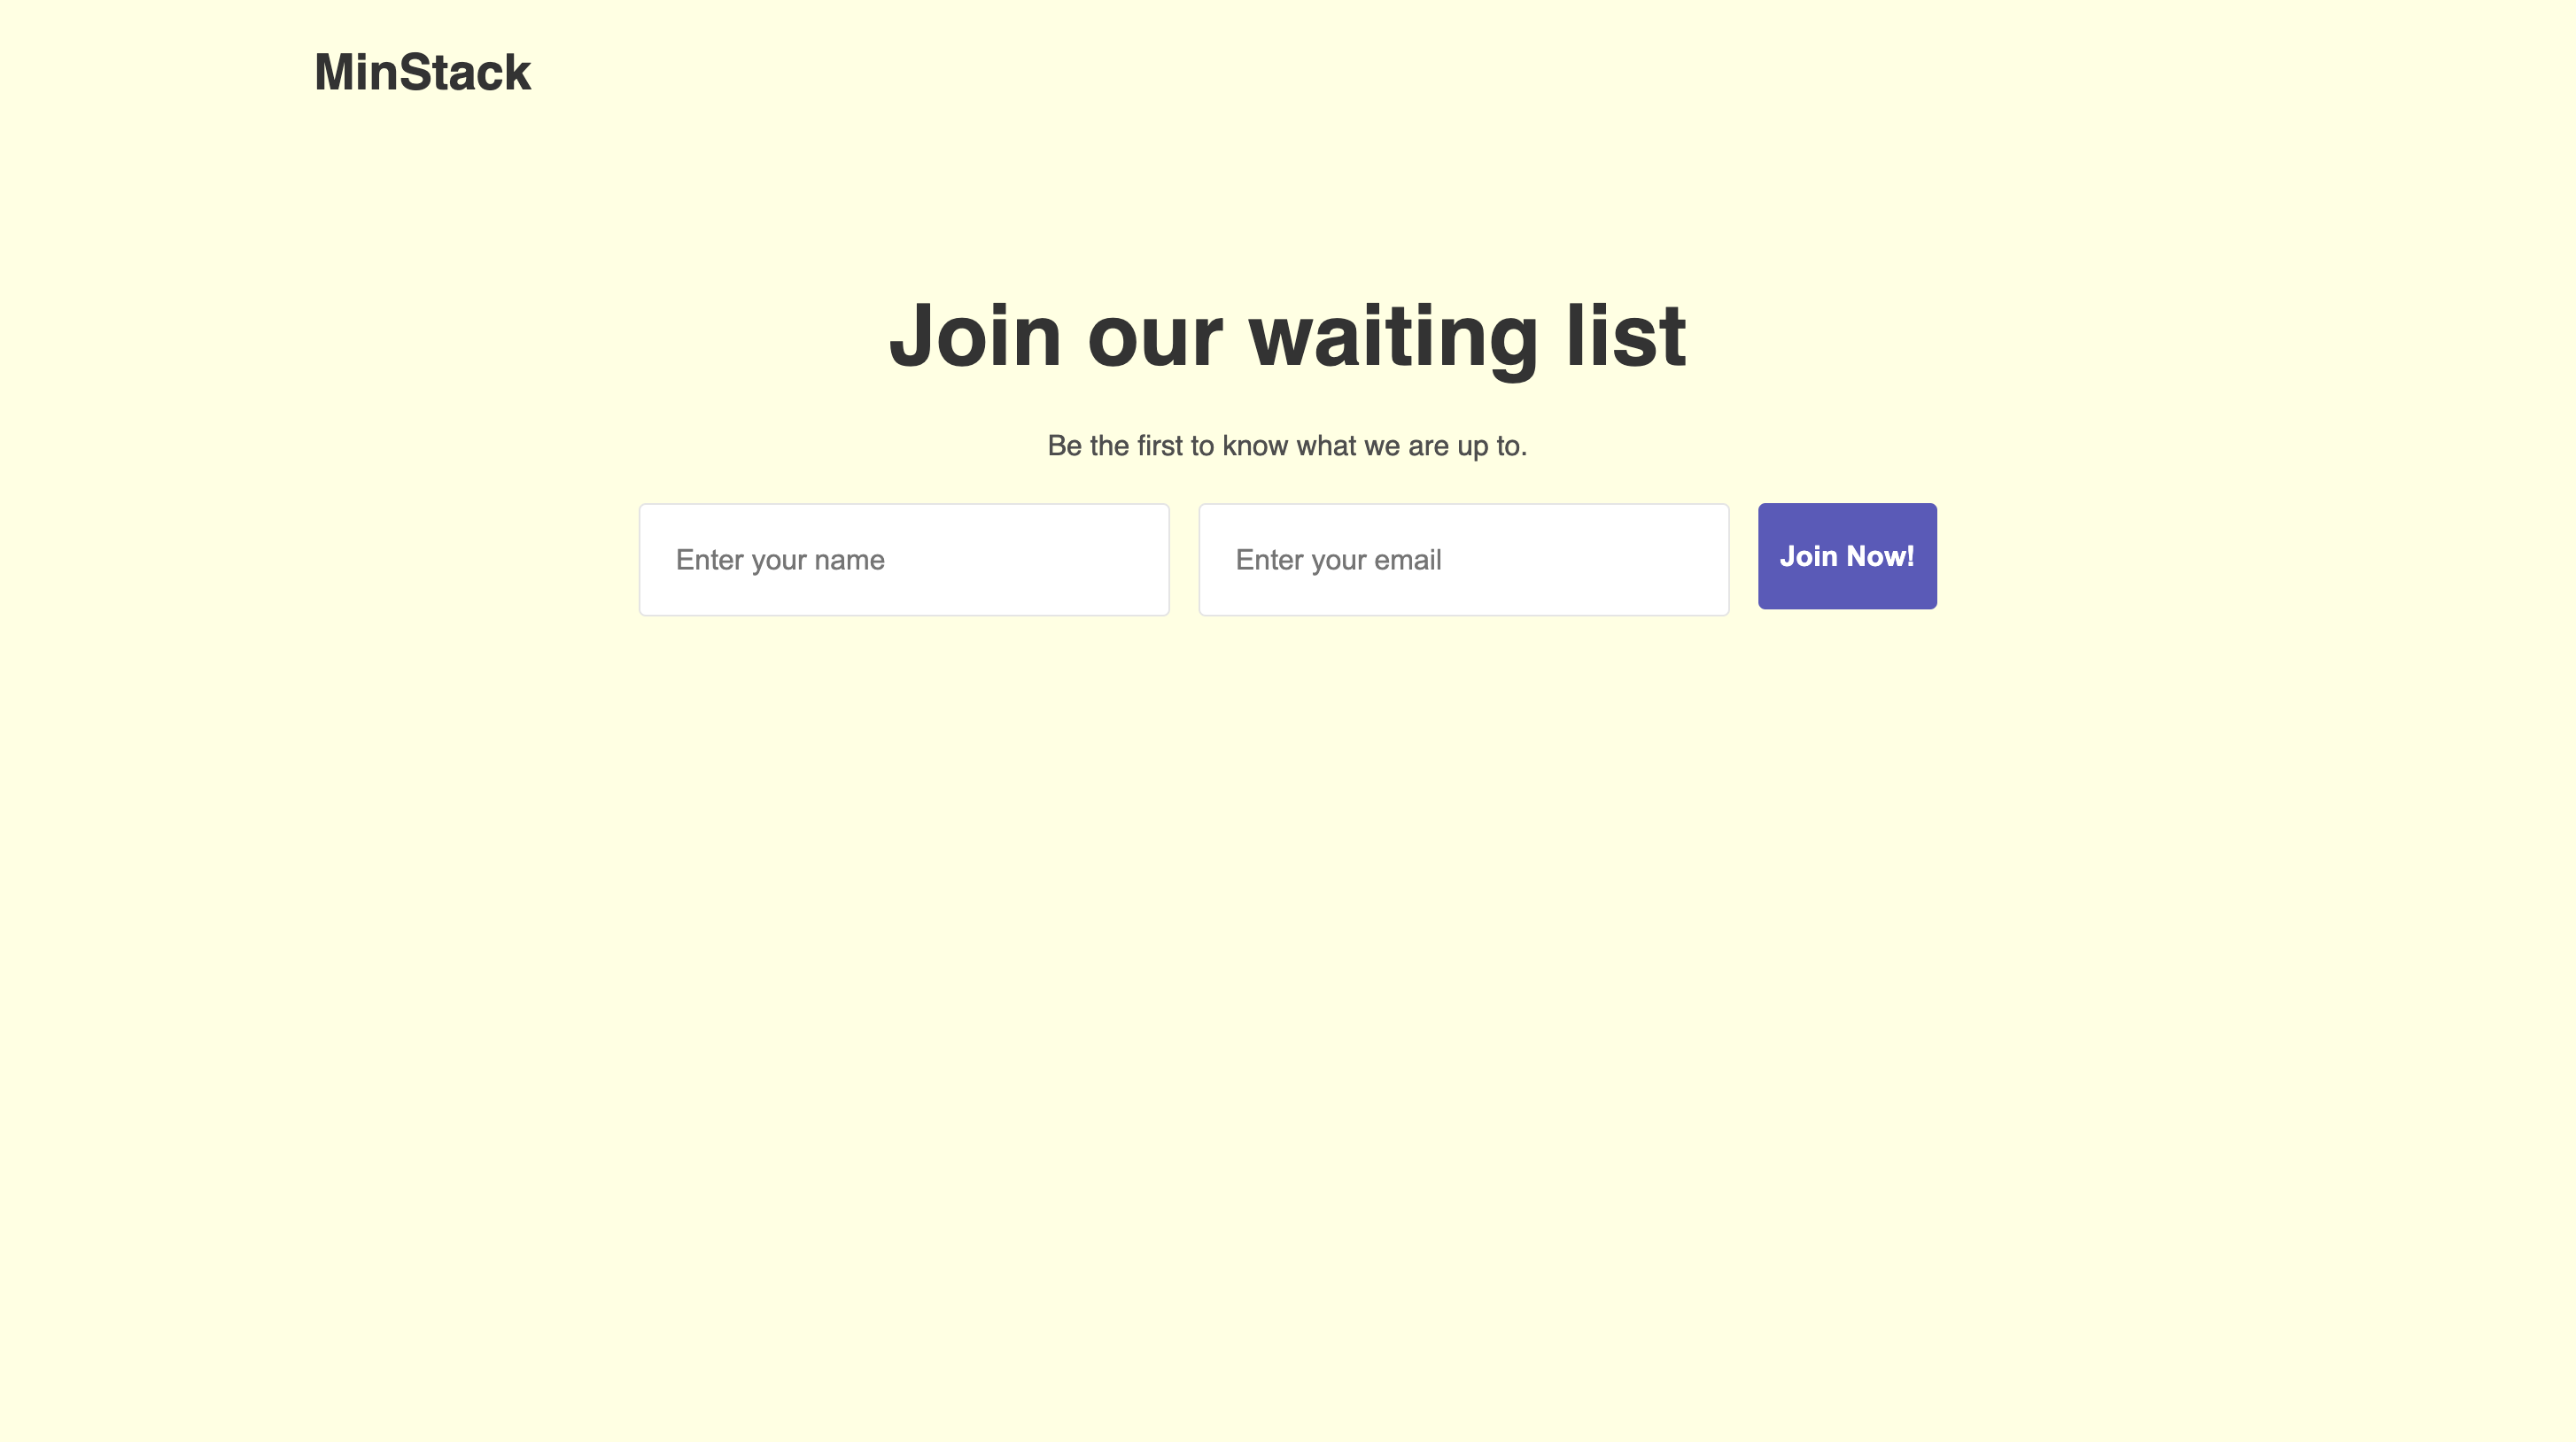 MinStack
Join our waiting list
Be the first to know what we are up to.
Enter your name
Enter your email
Join Now!